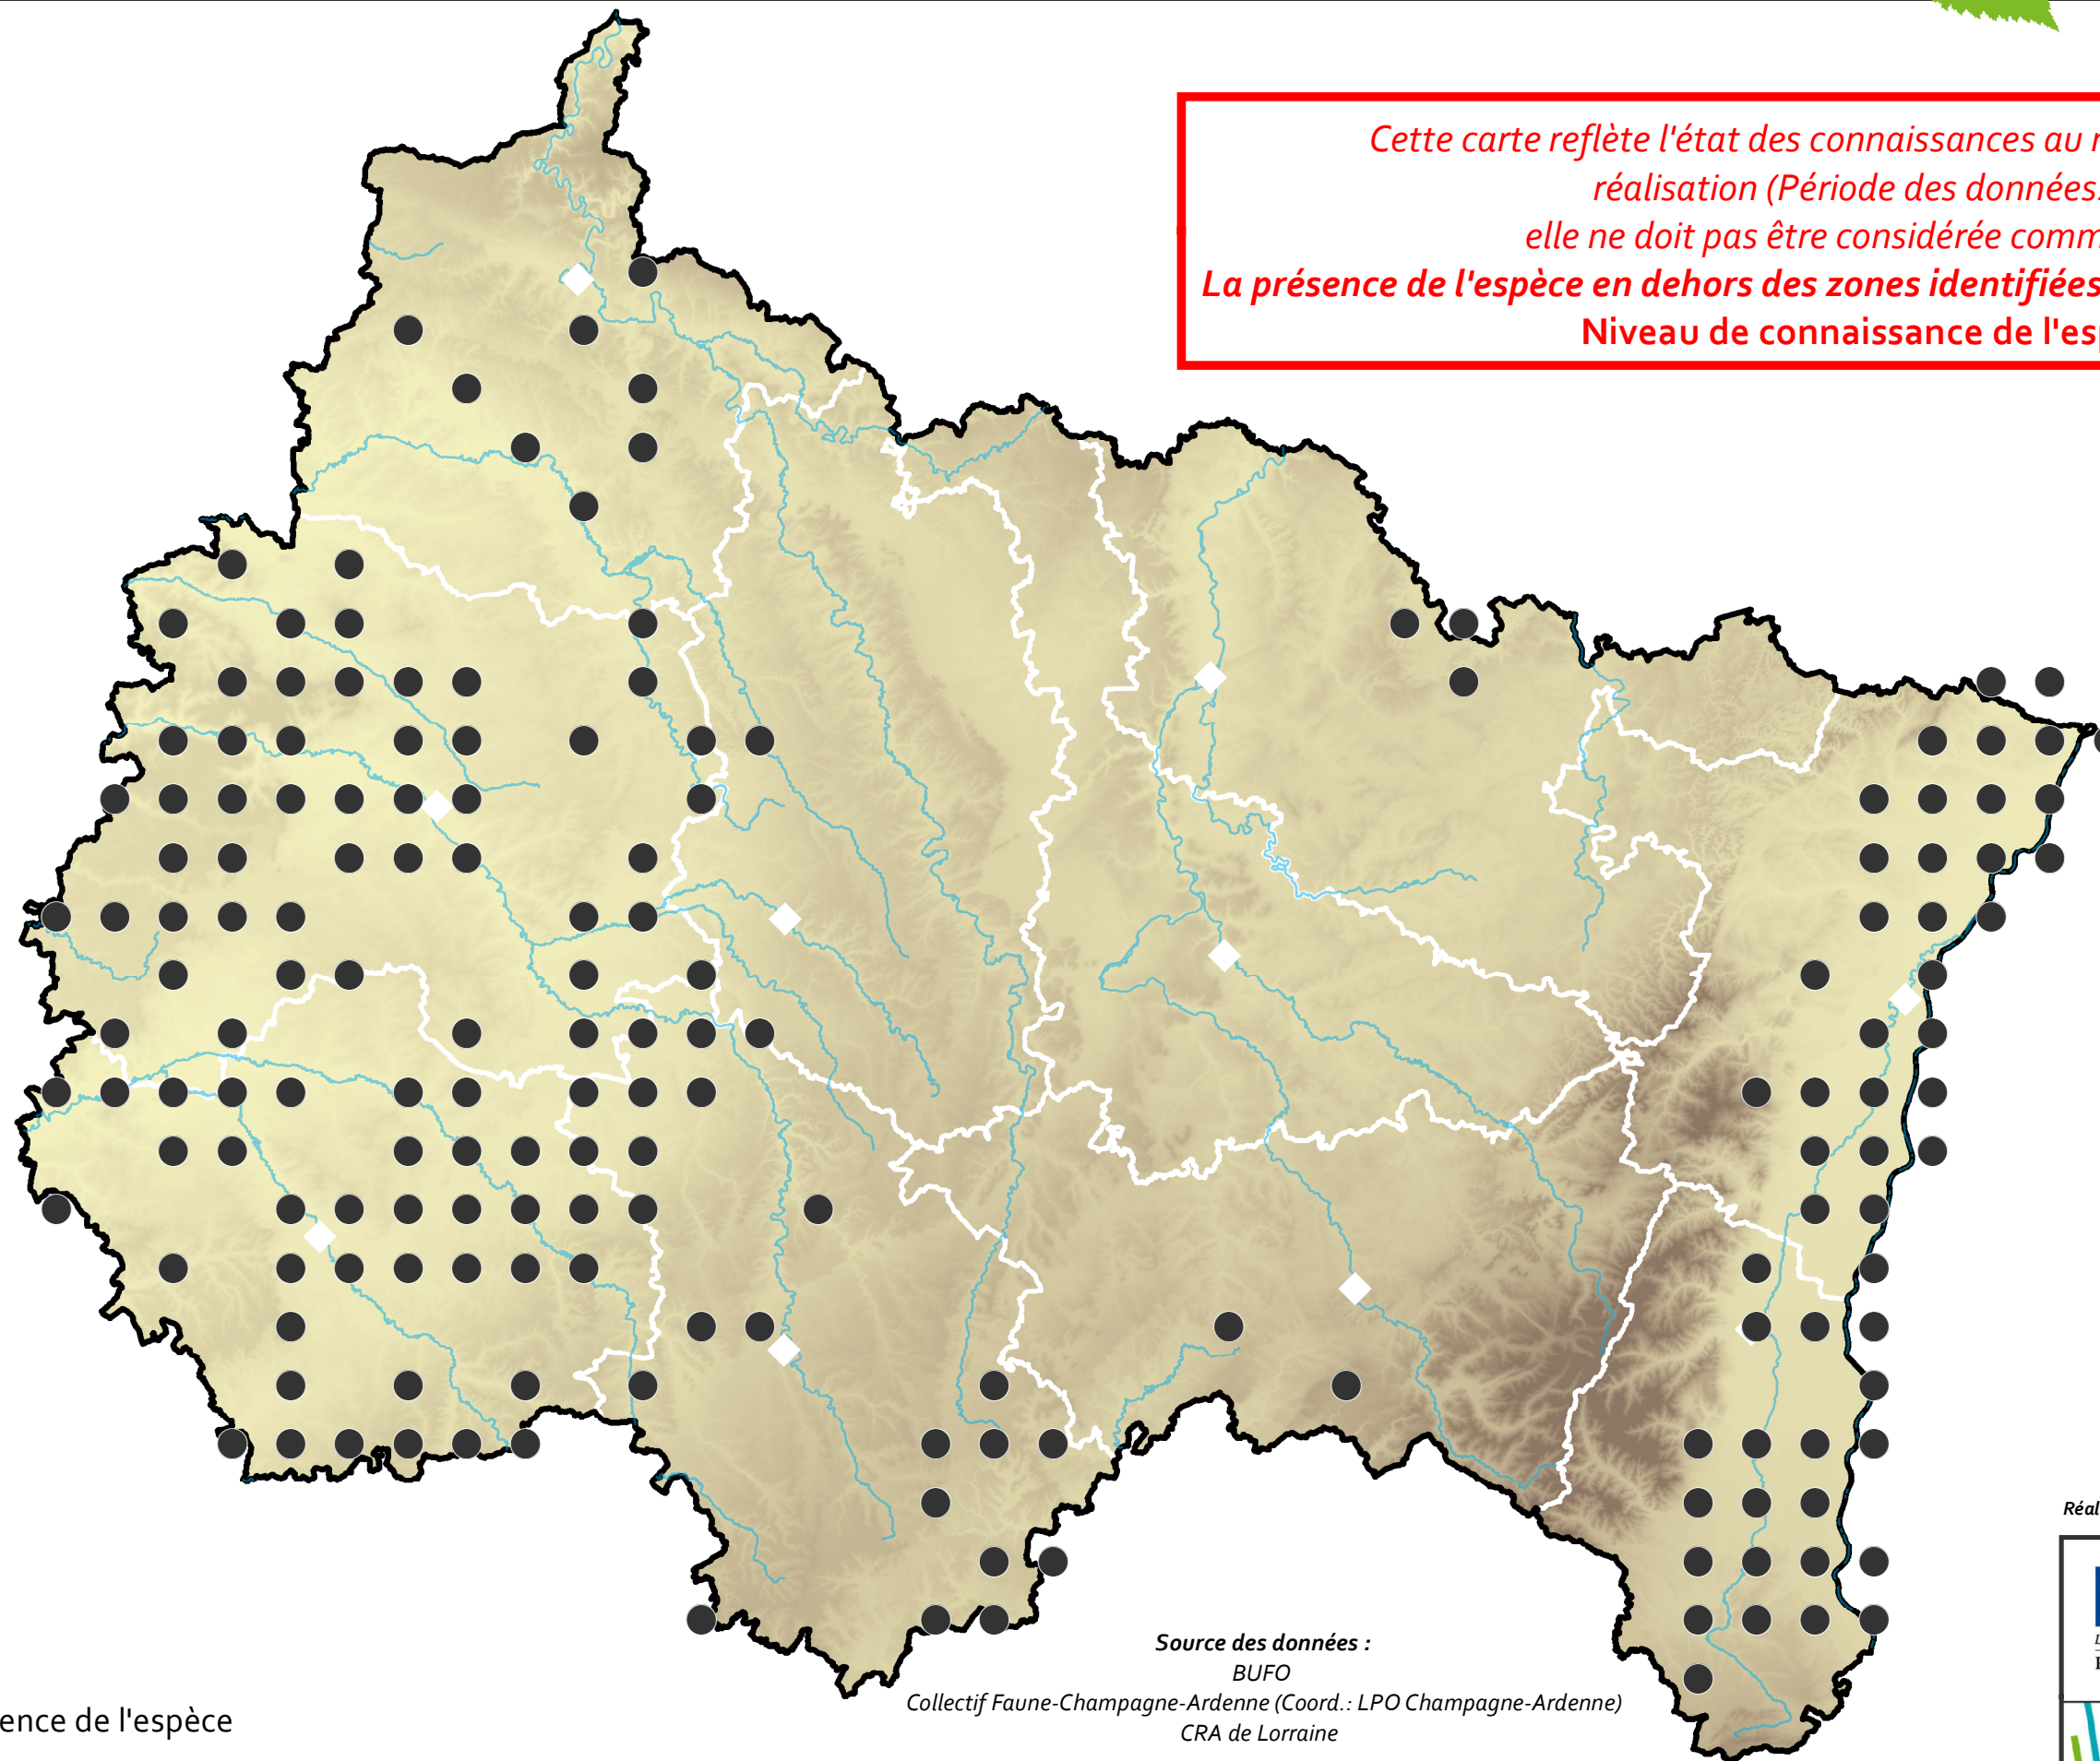 Cette carte reflète l'état des connaissances au
réalisation (Période des données
elle ne doit pas être considérée comm
La présence de l'espèce en dehors des zones identifiées
Niveau de connaissance de l'esp
Réal
Source des données :
BUFO
Collectif Faune-Champagne-Ardenne (Coord.: LPO Champagne-Ardenne)
CRA de Lorraine
ence de l'espèce